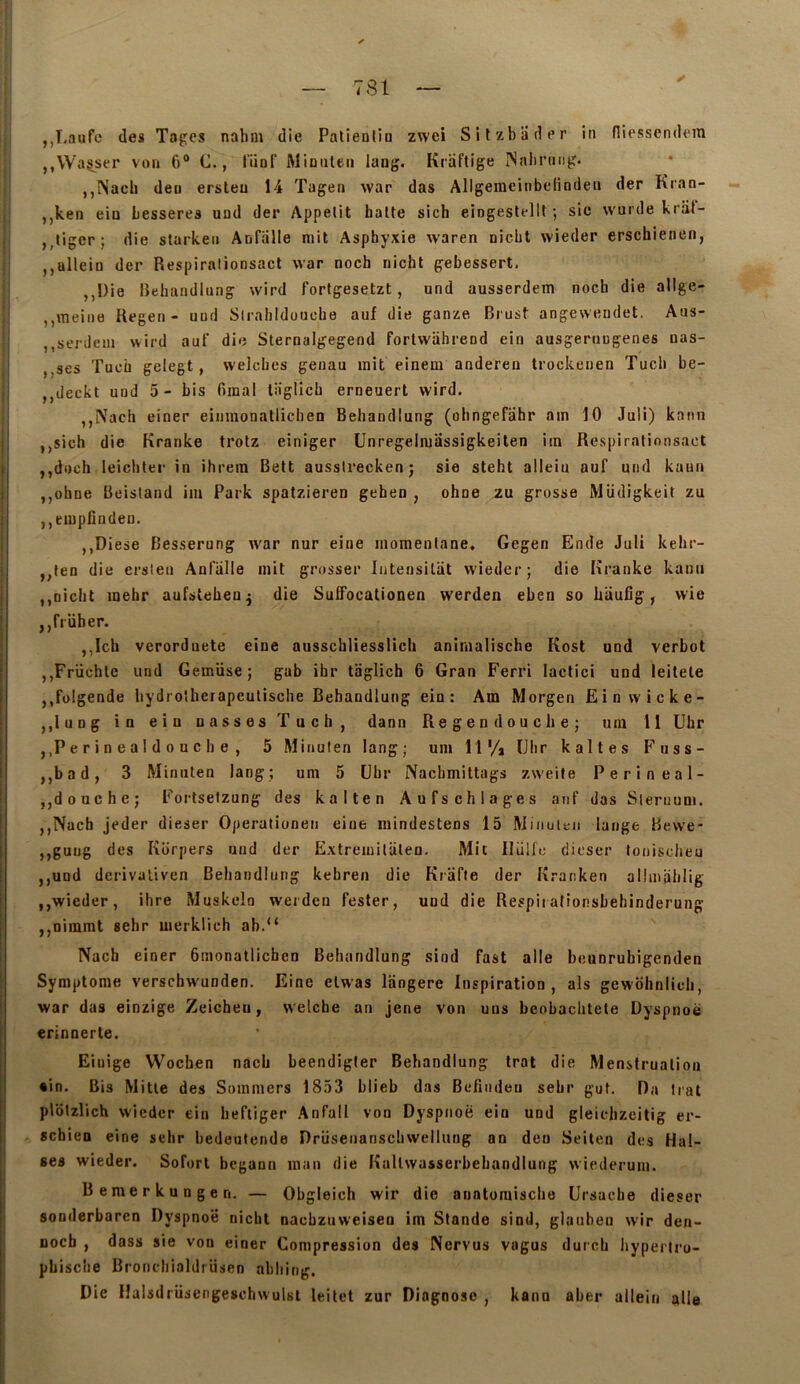 — 781 —
,,Laufe des Tages nahm die Patientin zwei Sitzbäder in fliessendem
,,Wasser von 6° C., fünf Minuten lang. Kräftige Nahrung.
,,Nach den ersten 14 Tagen war das Allgemeinbefinden der Kran-
,,ken ein besseres und der Appetit hatte sich eingestellt; sie wurde kräf-
,,tiger; die starken Anfälle mit Asphyxie waren nicht wieder erschienen,
,,allein der Respirationsact war noch nicht gebessert.
,,Die Behandlung wird fortgesetzt, und ausserdem noch die allge-
,,meine Regen- und Strahldouche auf die ganze Brust angewendet. Aus-
,,serdem wird auf die Sternalgegend fortwährend ein ausgerungenes nas-
,,ses Tuch gelegt, welches genau mit einem anderen trockenen Tuch be-
,,deckt und 5- bis 6mal täglich erneuert wird.
,,Nach einer einmonatlichen Behandlung (ohngefähr am 10 Juli) kann
,,sich die Kranke trotz einiger Unregelmässigkeiten im Respirationsact
,,doch leichter in ihrem Bett ausstrecken; sie steht allein auf und kann
,,ohne Beistand im Park spatzieren gehen, ohne zu grosse Müdigkeit zu
,,empfinden.
,,Diese Besserung war nur eine momentane. Gegen Ende Juli kehr-
,,ten die ersten Anfälle mit grosser Intensität wieder; die Kranke kann
,,nicht mehr aufstehen; die Suffocationen werden eben so häufig, wie
,,früher.
,,Ich verordnete eine ausschliesslich animalische Kost und verbot
,,Früchte und Gemüse; gab ihr täglich 6 Gran Ferri lactici und leitete
,,folgende hydrotherapeutische Behandlung ein: Am Morgen Einwicke-
,,lung in ein nasses Tuch, dann Regendouche; um 11 Uhr
,,Perinealdouche, 5 Minuten lang; um 11½ Uhr kaltes Fuss-
,,bad, 3 Minuten lang; um 5 Uhr Nachmittags zweite Perineal-
,,douche; Fortsetzung des kalten Aufschlages auf das Sternum.
,,Nach jeder dieser Operationen eine mindestens 15 Minuten lange Bewe-
,,gung des Körpers und der Extremitäten. Mit Hülfe dieser tonischen
,,und derivativen Behandlung kehren die Kräfte der Kranken allmählig
,,wieder, ihre Muskeln werden fester, und die Respirationsbehinderung
,,nimmt sehr merklich ab.“
Nach einer 6monatlichen Behandlung sind fast alle beunruhigenden
Symptome verschwunden. Eine etwas längere Inspiration, als gewöhnlich,
war das einzige Zeichen, welche an jene von uns beobachtete Dyspnoë
erinnerte.
Einige Wochen nach beendigter Behandlung trat die Menstruation
ein. Bis Mitte des Sommers 1853 blieb das Befinden sehr gut. Da trat
plötzlich wieder ein heftiger Anfall von Dyspnoë ein und gleichzeitig er-
schien eine sehr bedeutende Drüsenanschwellung an den Seiten des Hal-
ses wieder. Sofort begann man die Kaltwasserbehandlung wiederum.
Bemerkungen. — Obgleich wir die anatomische Ursache dieser
sonderbaren Dyspnoë nicht nachzuweisen im Stande sind, glauben wir den-
noch, dass sie von einer Compression des Nervus vagus durch hypertro-
phische Bronchialdrüsen abhing.
Die Halsdrüsengeschwulst leitet zur Diagnose, kann aber allein alle